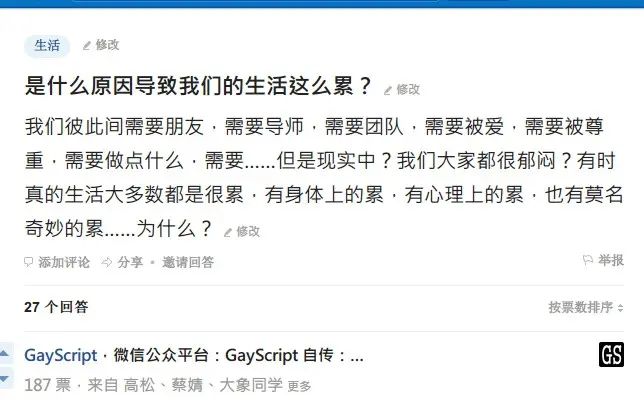 生活 修改
是什么原因导致我们的生活这么累？ 修改
我们彼此间需要朋友，需要导师，需要团队，需要被爱，需要被尊
重，需要做点什么，需要......但是现实中？我们大家都很郁闷？有时
真的生活大多数都是很累，有身体上的累，有心理上的累，也有莫名
奇妙的累......为什么？ 修改
添加评论 分享 • 邀请回答 举报
27 个回答 按票数排序
GayScript，微信公众平台：GayScript 自传：... GS
187 票，来自 高松、蔡婧、大象同学 更多